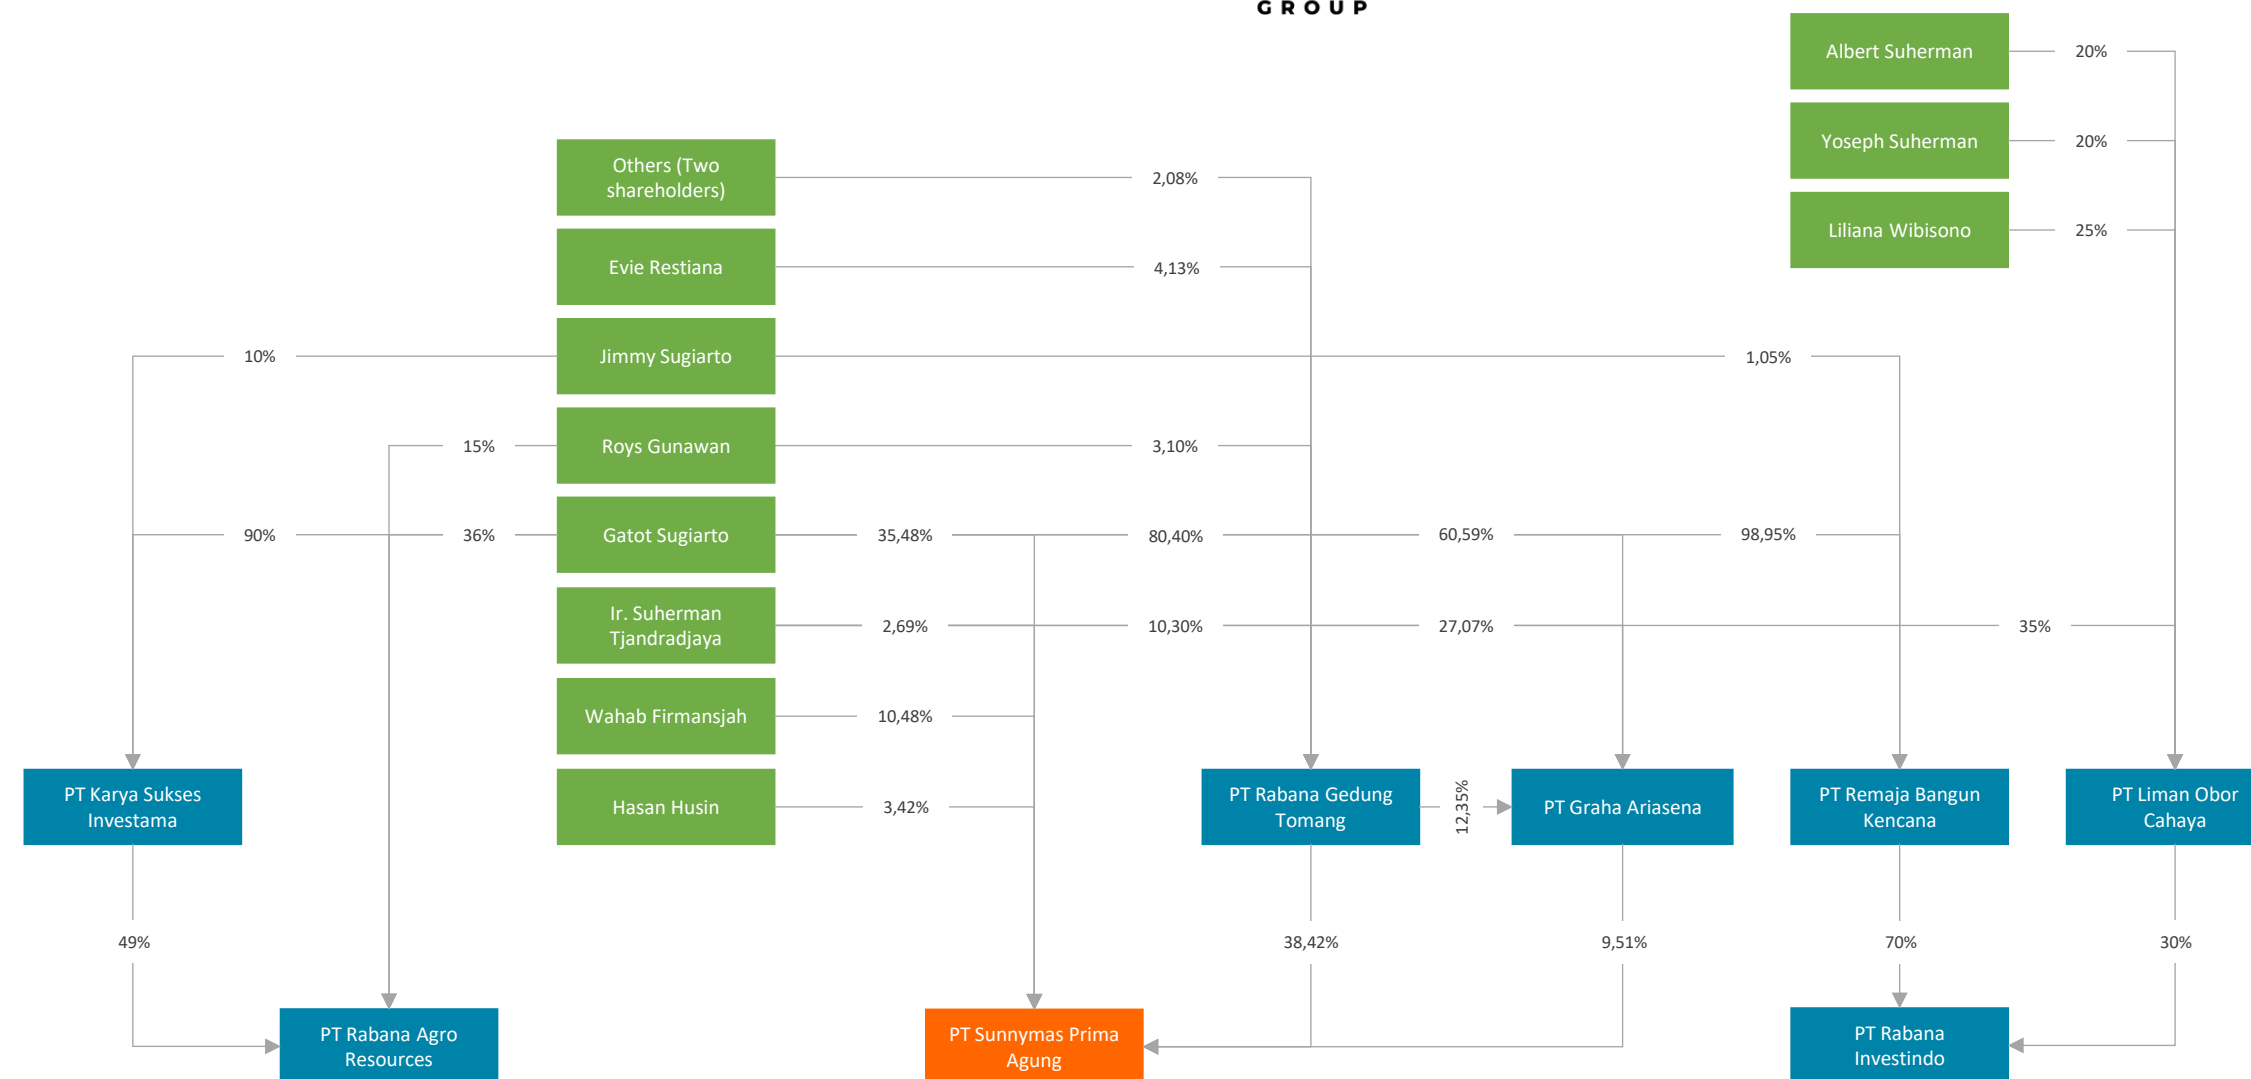 GROUP
Albert Suherman
20%
Yoseph Suherman
20%
Others (Two
shareholders)
2,08%
Liliana Wibisono
25%
Evie Restiana
4,13%
10%
Jimmy Sugiarto
1,05%
15%
Roys Gunawan
3,10%
90%
36%
Gatot Sugiarto
35,48%
80,40%
60,59%
98,95%
Ir. Suherman
Tjandradjaya
2,69%
10,30%
27,07%
35%
Wahab Firmansjah
10,48%
PT Karya Sukses
Investama
Hasan Husin
3,42%
PT Rabana Gedung
Tomang
12,35%
PT Graha Ariasena
PT Remaja Bangun
Kencana
PT Liman Obor
Cahaya
49%
38,42%
9,51%
70%
30%
PT Rabana Agro
Resources
PT Sunnymas Prima
Agung
PT Rabana
Investindo